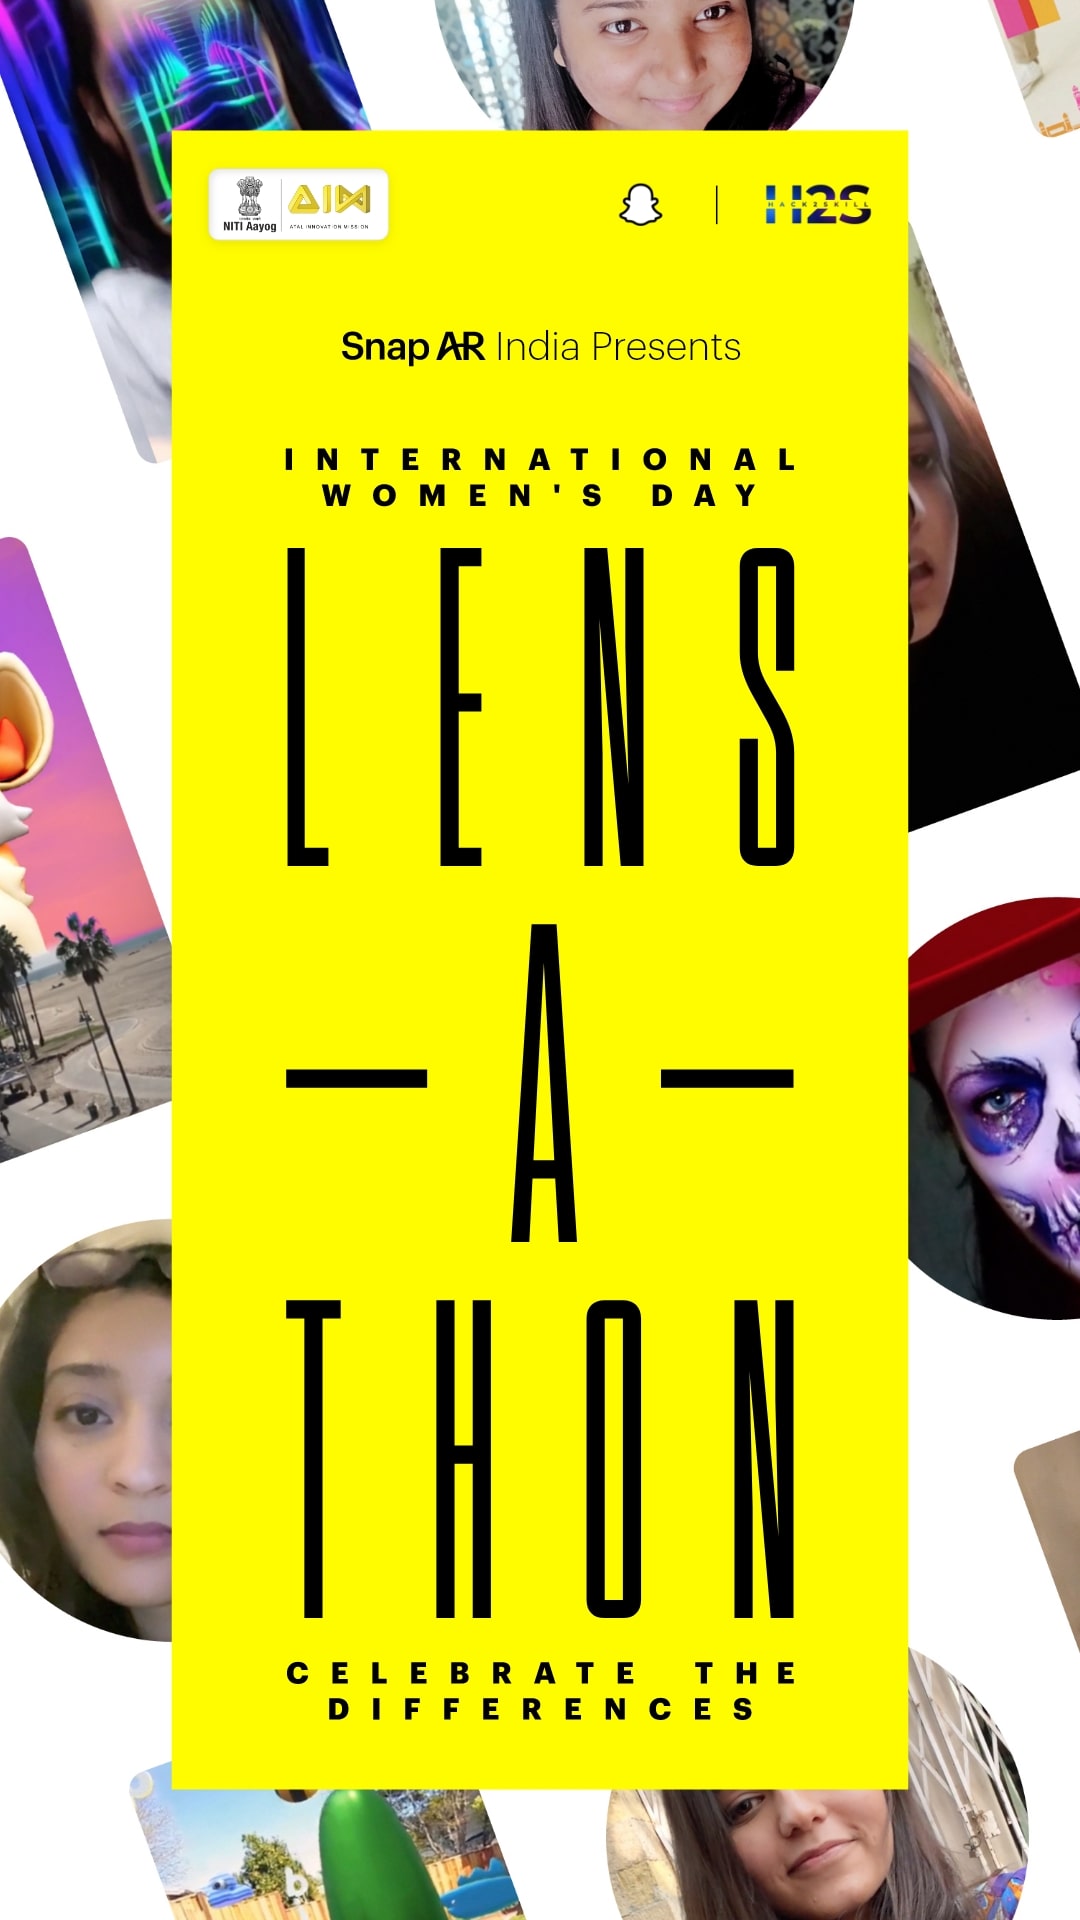 NITI Aayog
AIM
ATAL INNOVATION MISSION
H2S
HACK2SKILL
Snap AR India Presents
INTERNATIONAL
WOMEN'S DAY
LENS
—A—
THON
CELEBRATE THE
DIFFERENCES